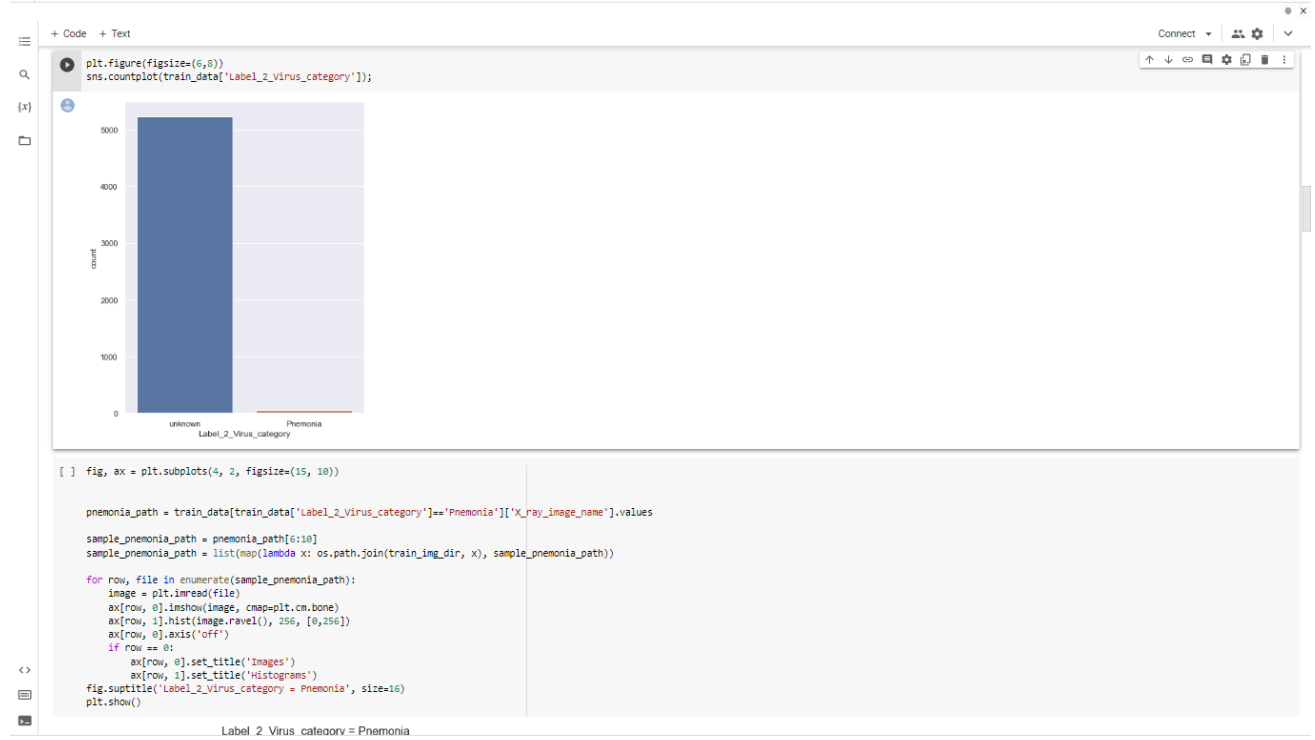 + Code + Text
Connect
plt.figure(figsize=(6,8))
sns.countplot(train_data['Label_2_Virus_category']);
{x}
5000
4000
3000
count
2000
1000
0
unknown Pnemonia
Label_2_Virus_category
[ ] fig, ax = plt.subplots(4, 2, figsize=(15, 10))
pnemonia_path = train_data[train_data['Label_2_Virus_category']=='Pnemonia']['X_ray_image_name'].values
sample_pnemonia_path = pnemonia_path[6:10]
sample_pnemonia_path = list(map(lambda x: os.path.join(train_img_dir, x), sample_pnemonia_path))
for row, file in enumerate(sample_pnemonia_path):
    image = plt.imread(file)
    ax[row, 0].imshow(image, cmap=plt.cm.bone)
    ax[row, 1].hist(image.ravel(), 256, [0,256])
    ax[row, 0].axis('off')
    if row == 0:
        ax[row, 0].set_title('Images')
        ax[row, 1].set_title('Histograms')
fig.suptitle('Label_2_Virus_category = Pnemonia', size=16)
plt.show()
Label_2_Virus_category = Pnemonia